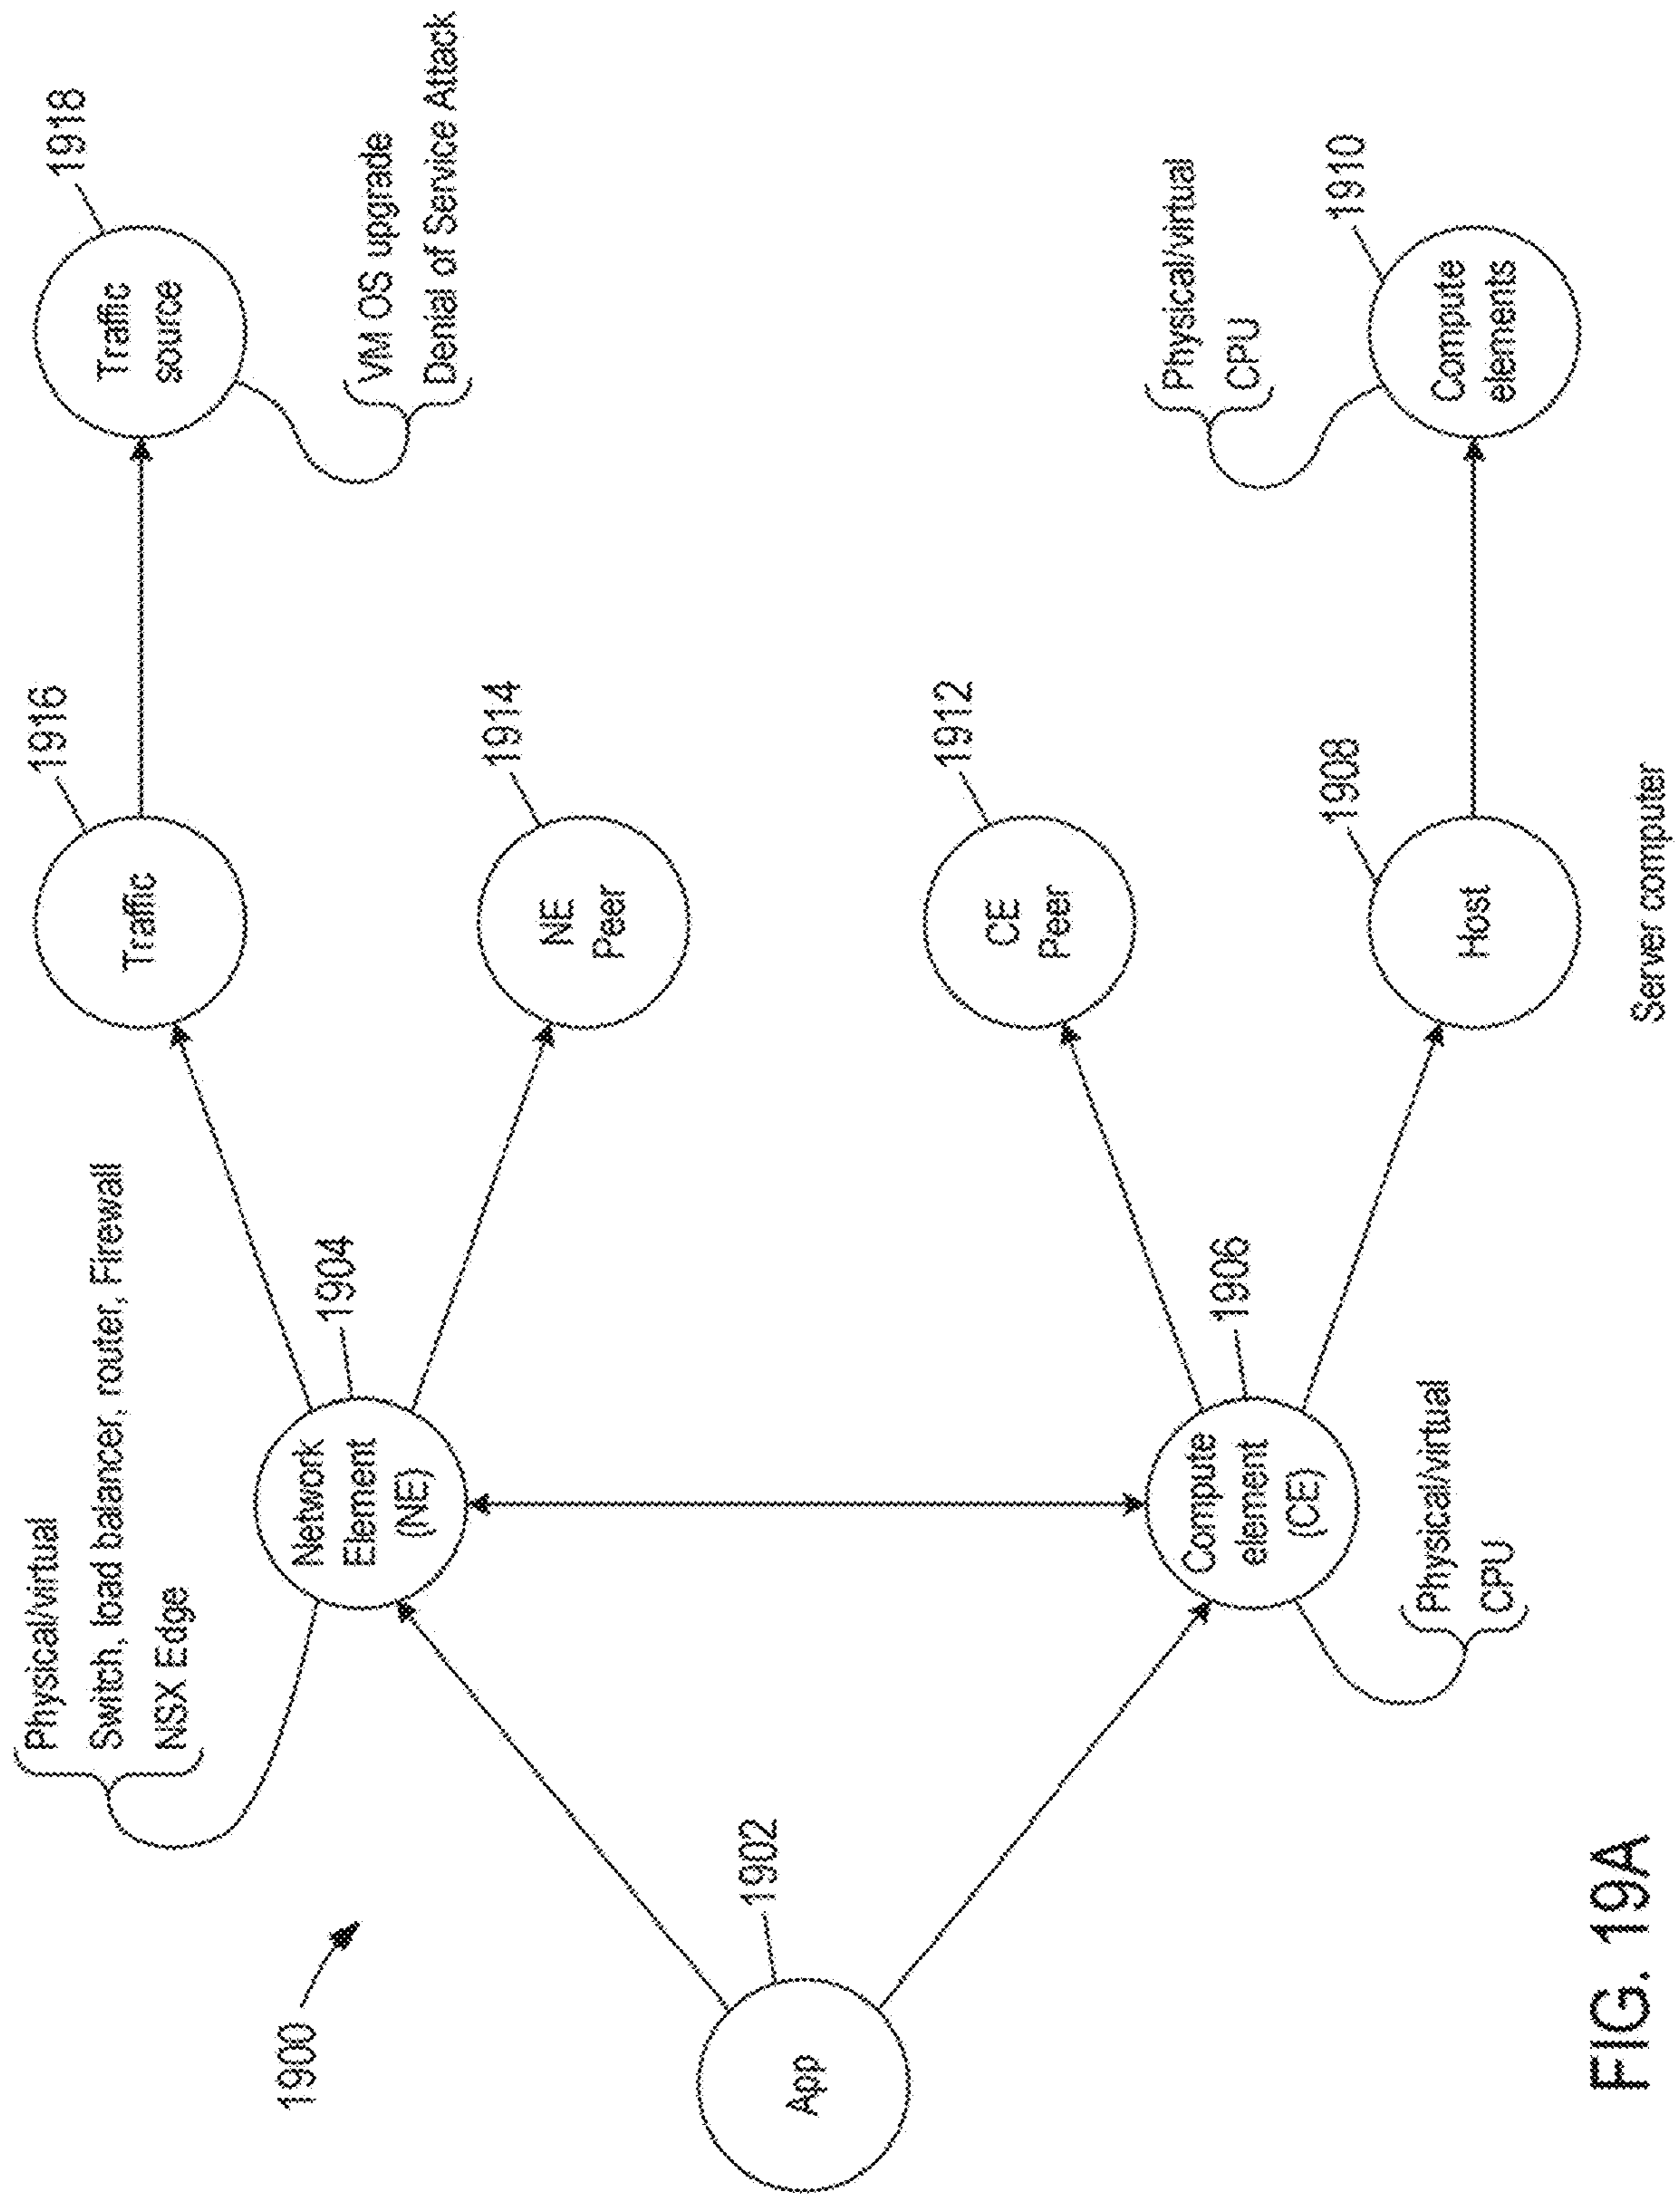 1900
App
1902
Physical/virtual
Switch, load balancer, router, Firewall
NSX Edge
Network
Element
(NE)
1904
Compute
element
(CE)
1906
Physical/virtual
CPU
Traffic
1916
NE
Peer
1914
CE
Peer
1912
Host
1908
Server computer
Traffic
source
1918
VM OS upgrade
Denial of Service Attack
Physical/virtual
CPU
Compute
elements
1910
FIG. 19A